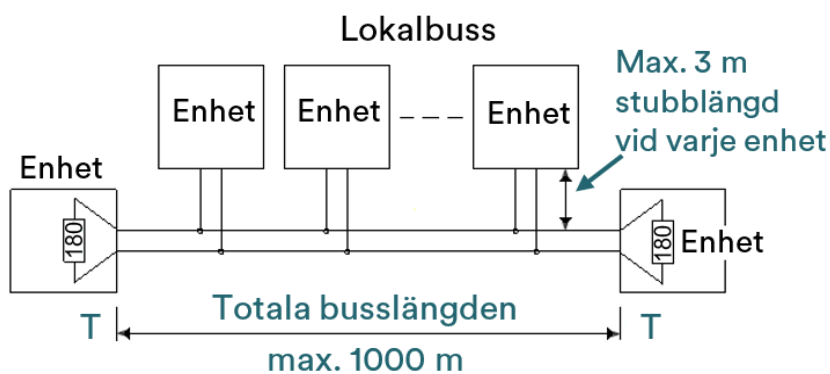 Lokalbuss
Max. 3 m
stubblängd
vid varje enhet
Enhet
Enhet
Enhet
Enhet
180
180
Enhet
T
Totala busslängden
T
max. 1000 m